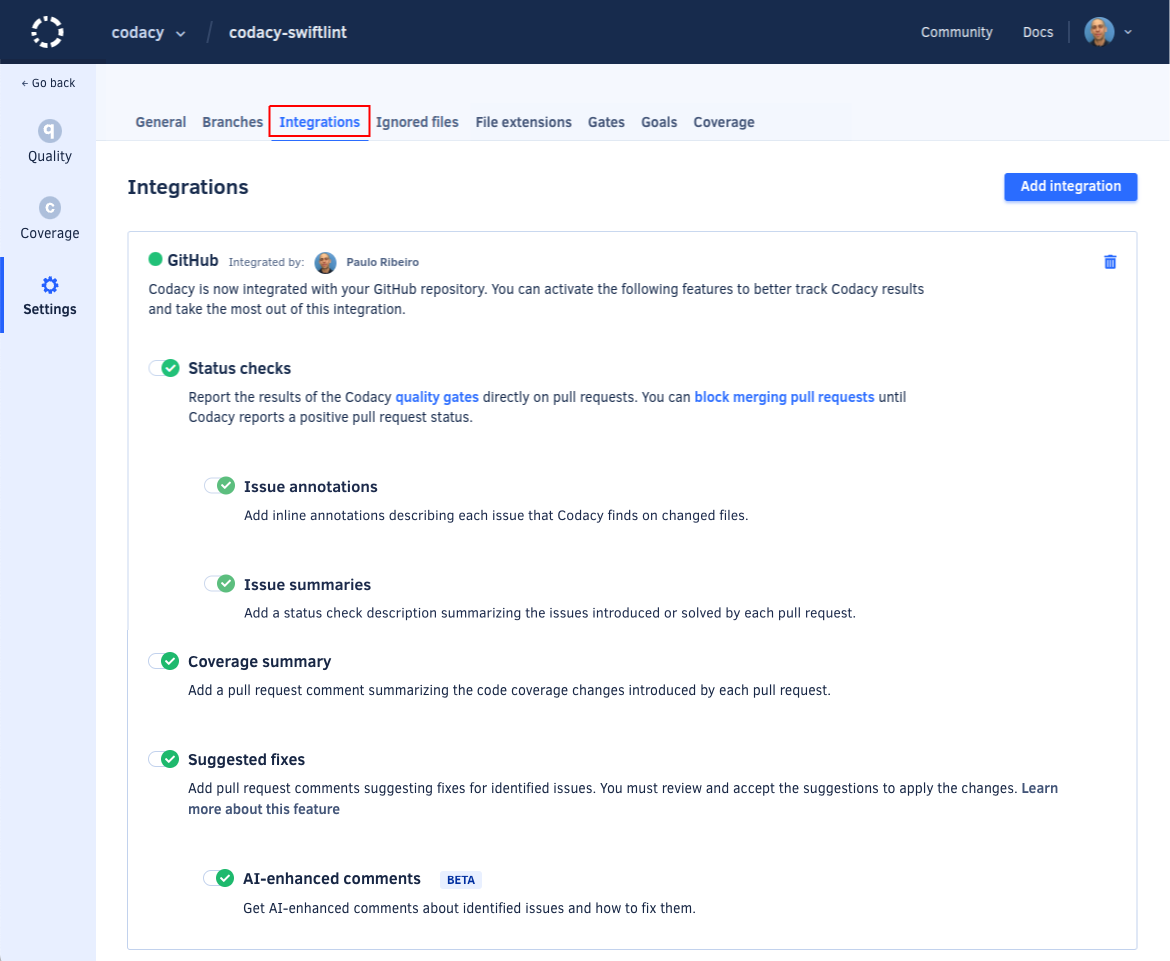 codacy / codacy-swiftlint Community Docs
← Go back
General Branches Integrations Ignored files File extensions Gates Goals Coverage
q
Quality
c
Coverage
Settings
Integrations Add integration
GitHub Integrated by: Paulo Ribeiro
Codacy is now integrated with your GitHub repository. You can activate the following features to better track Codacy results
and take the most out of this integration.
Status checks
Report the results of the Codacy quality gates directly on pull requests. You can block merging pull requests until
Codacy reports a positive pull request status.
Issue annotations
Add inline annotations describing each issue that Codacy finds on changed files.
Issue summaries
Add a status check description summarizing the issues introduced or solved by each pull request.
Coverage summary
Add a pull request comment summarizing the code coverage changes introduced by each pull request.
Suggested fixes
Add pull request comments suggesting fixes for identified issues. You must review and accept the suggestions to apply the changes. Learn
more about this feature
AI-enhanced comments BETA
Get AI-enhanced comments about identified issues and how to fix them.